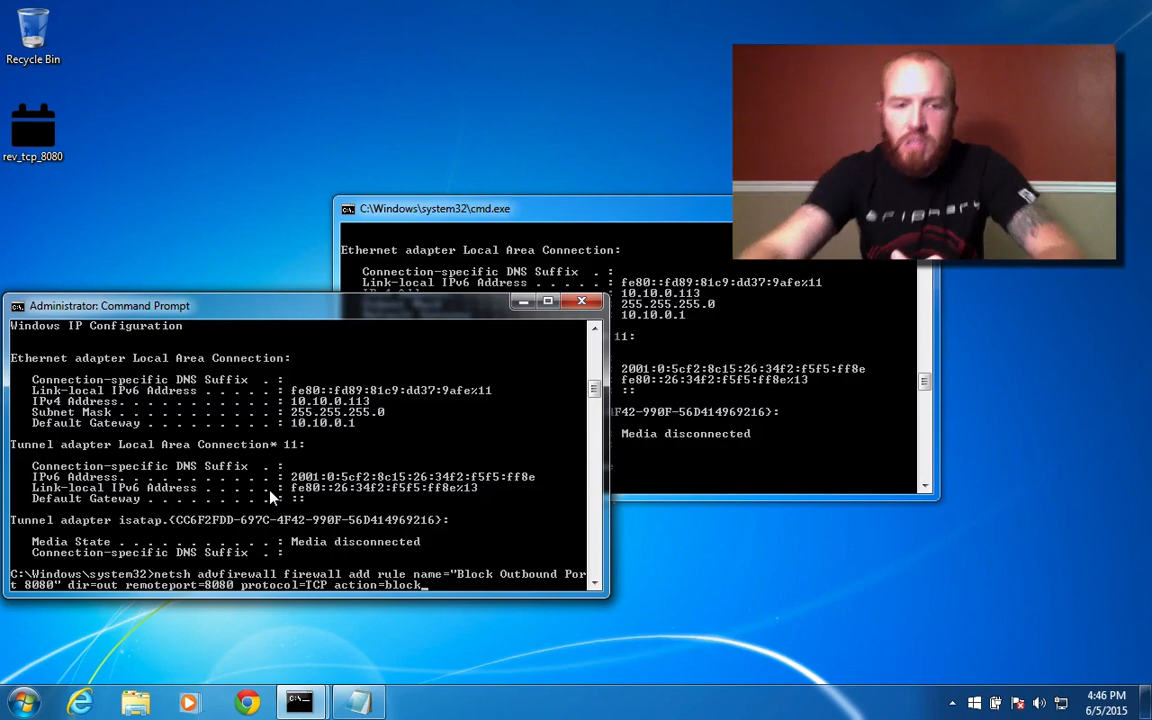 Recycle Bin
rev_tcp_8080
C:\Windows\system32\cmd.exe
Ethernet adapter Local Area Connection:
Connection-specific DNS Suffix . :
Link-local IPv6 Address . . . . . : fe80::fd89:81c9:dd37:9afe%11
: 10.10.0.113
: 255.255.255.0
: 10.10.0.1
11:
2001:0:5cf2:8c15:26:34f2:f5f5:ff8e
fe80::26:34f2:f5f5:ff8e%13
::
4F42-990F-56D414969216}:
Media disconnected
Administrator: Command Prompt
Windows IP Configuration
Ethernet adapter Local Area Connection:
Connection-specific DNS Suffix . :
Link-local IPv6 Address . . . . . : fe80::fd89:81c9:dd37:9afe%11
IPv4 Address. . . . . . . . . . . : 10.10.0.113
Subnet Mask . . . . . . . . . . . : 255.255.255.0
Default Gateway . . . . . . . . . : 10.10.0.1
Tunnel adapter Local Area Connection* 11:
Connection-specific DNS Suffix . :
IPv6 Address. . . . . . . . . . . : 2001:0:5cf2:8c15:26:34f2:f5f5:ff8e
Link-local IPv6 Address . . . . . : fe80::26:34f2:f5f5:ff8e%13
Default Gateway . . . . . . . . . : ::
Tunnel adapter isatap.{CC6F2FDD-697C-4F42-990F-56D414969216}:
Media State . . . . . . . . . . . : Media disconnected
Connection-specific DNS Suffix . :
C:\Windows\system32>netsh advfirewall firewall add rule name="Block Outbound Por
t 8080" dir=out remoteport=8080 protocol=TCP action=block
4:46 PM
6/5/2015